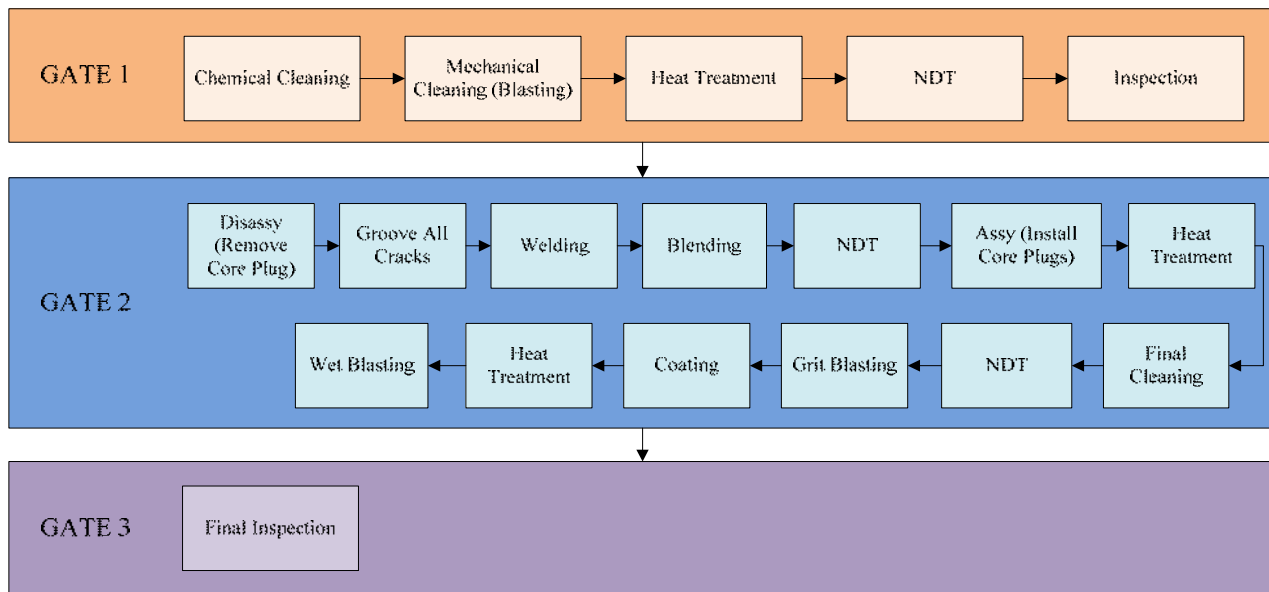 GATE 1
Chemical Cleaning
Mechanical
Cleaning (Blasting)
Heat Treatment
NDT
Inspection
GATE 2
Disassy
(Remove
Core Plug)
Groove All
Cracks
Welding
Blending
NDT
Assy (Install
Core Plugs)
Heat
Treatment
Final
Cleaning
NDT
Grit Blasting
Coating
Heat
Treatment
Wet Blasting
GATE 3
Final Inspection